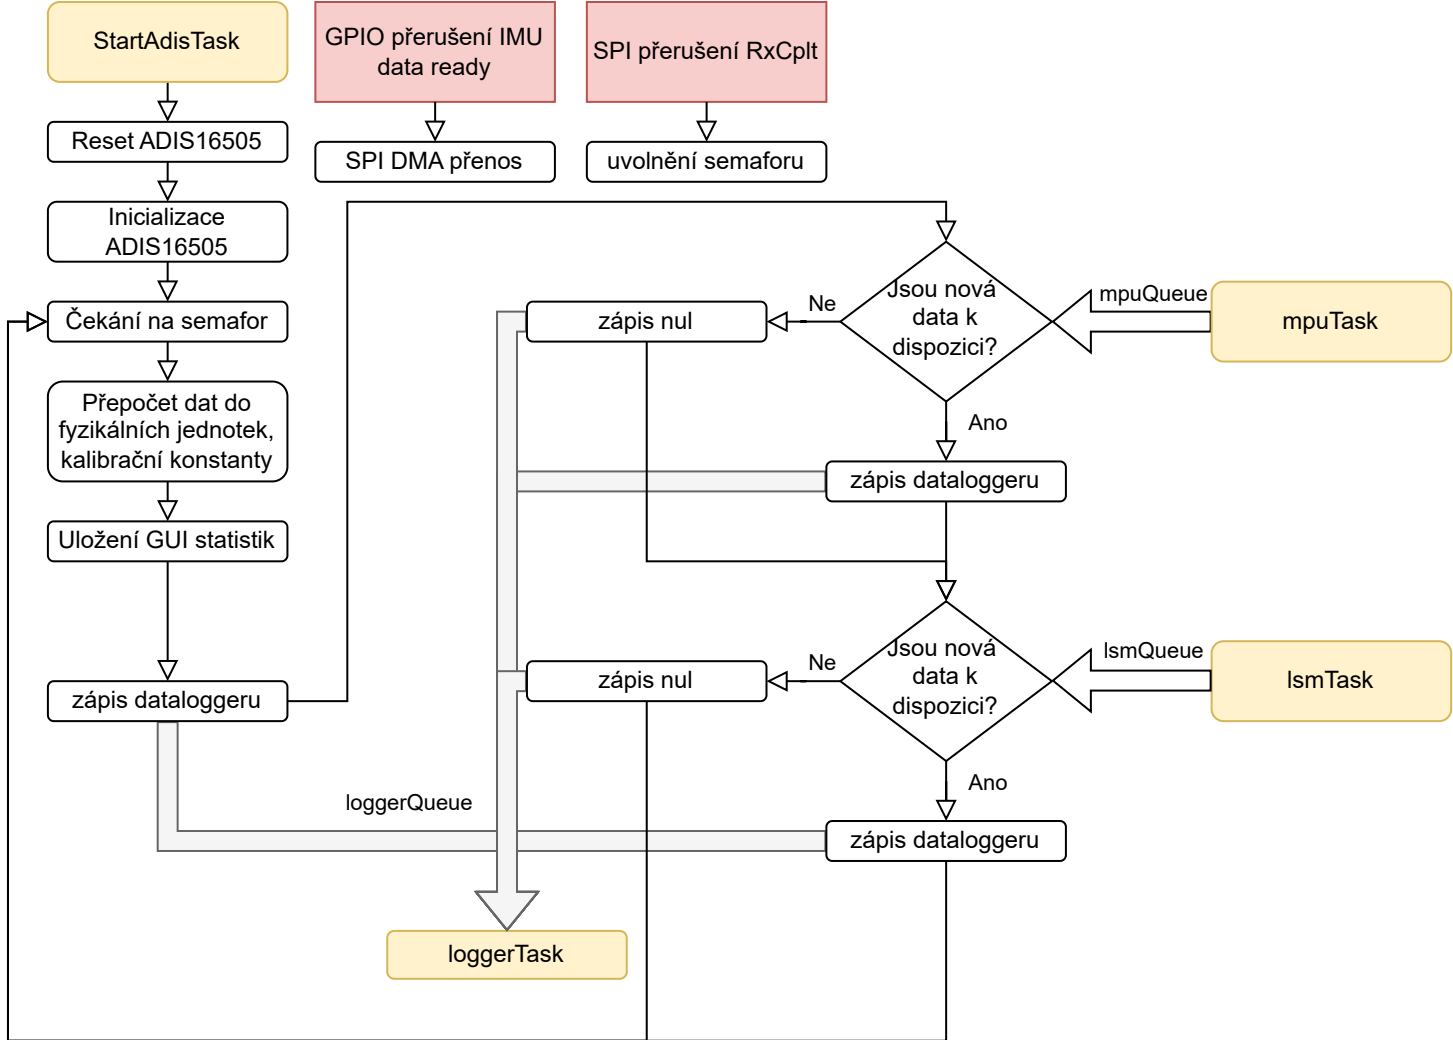 StartAdisTask
GPIO přerušení IMU
data ready
SPI přerušení RxCplt
Reset ADIS16505
SPI DMA přenos
uvolnění semaforu
Inicializace
ADIS16505
Čekání na semafor
Přepočet dat do
fyzikálních jednotek,
kalibrační konstanty
Uložení GUI statistik
zápis dataloggeru
Jsou nová
data k
dispozici?
Ne
zápis nul
mpuQueue
mpuTask
Ano
zápis dataloggeru
Jsou nová
data k
dispozici?
Ne
zápis nul
lsmQueue
lsmTask
Ano
zápis dataloggeru
loggerQueue
loggerTask